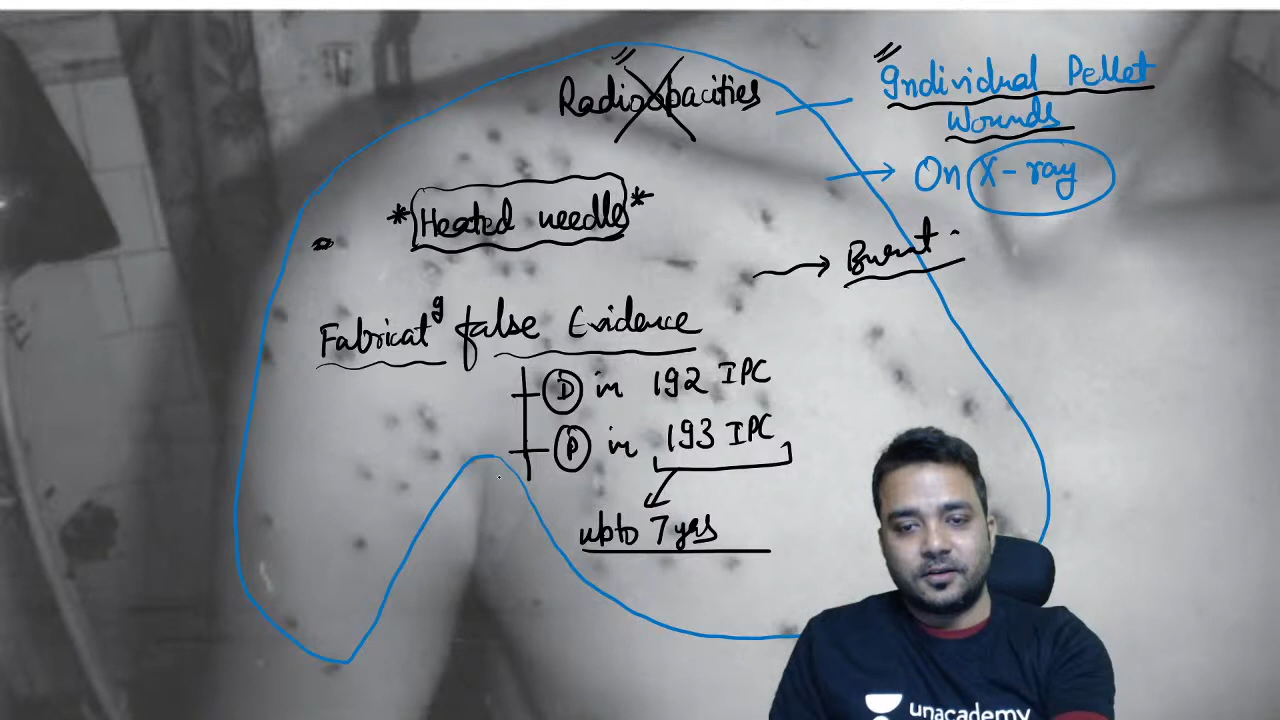 Radioopacities
Individual Pellet
Wounds
On X-ray
*Heated needle*
Burnt
Fabricatg false Evidence
D in 192 IPC
P in 193 IPC
upto 7 yrs
unacademy